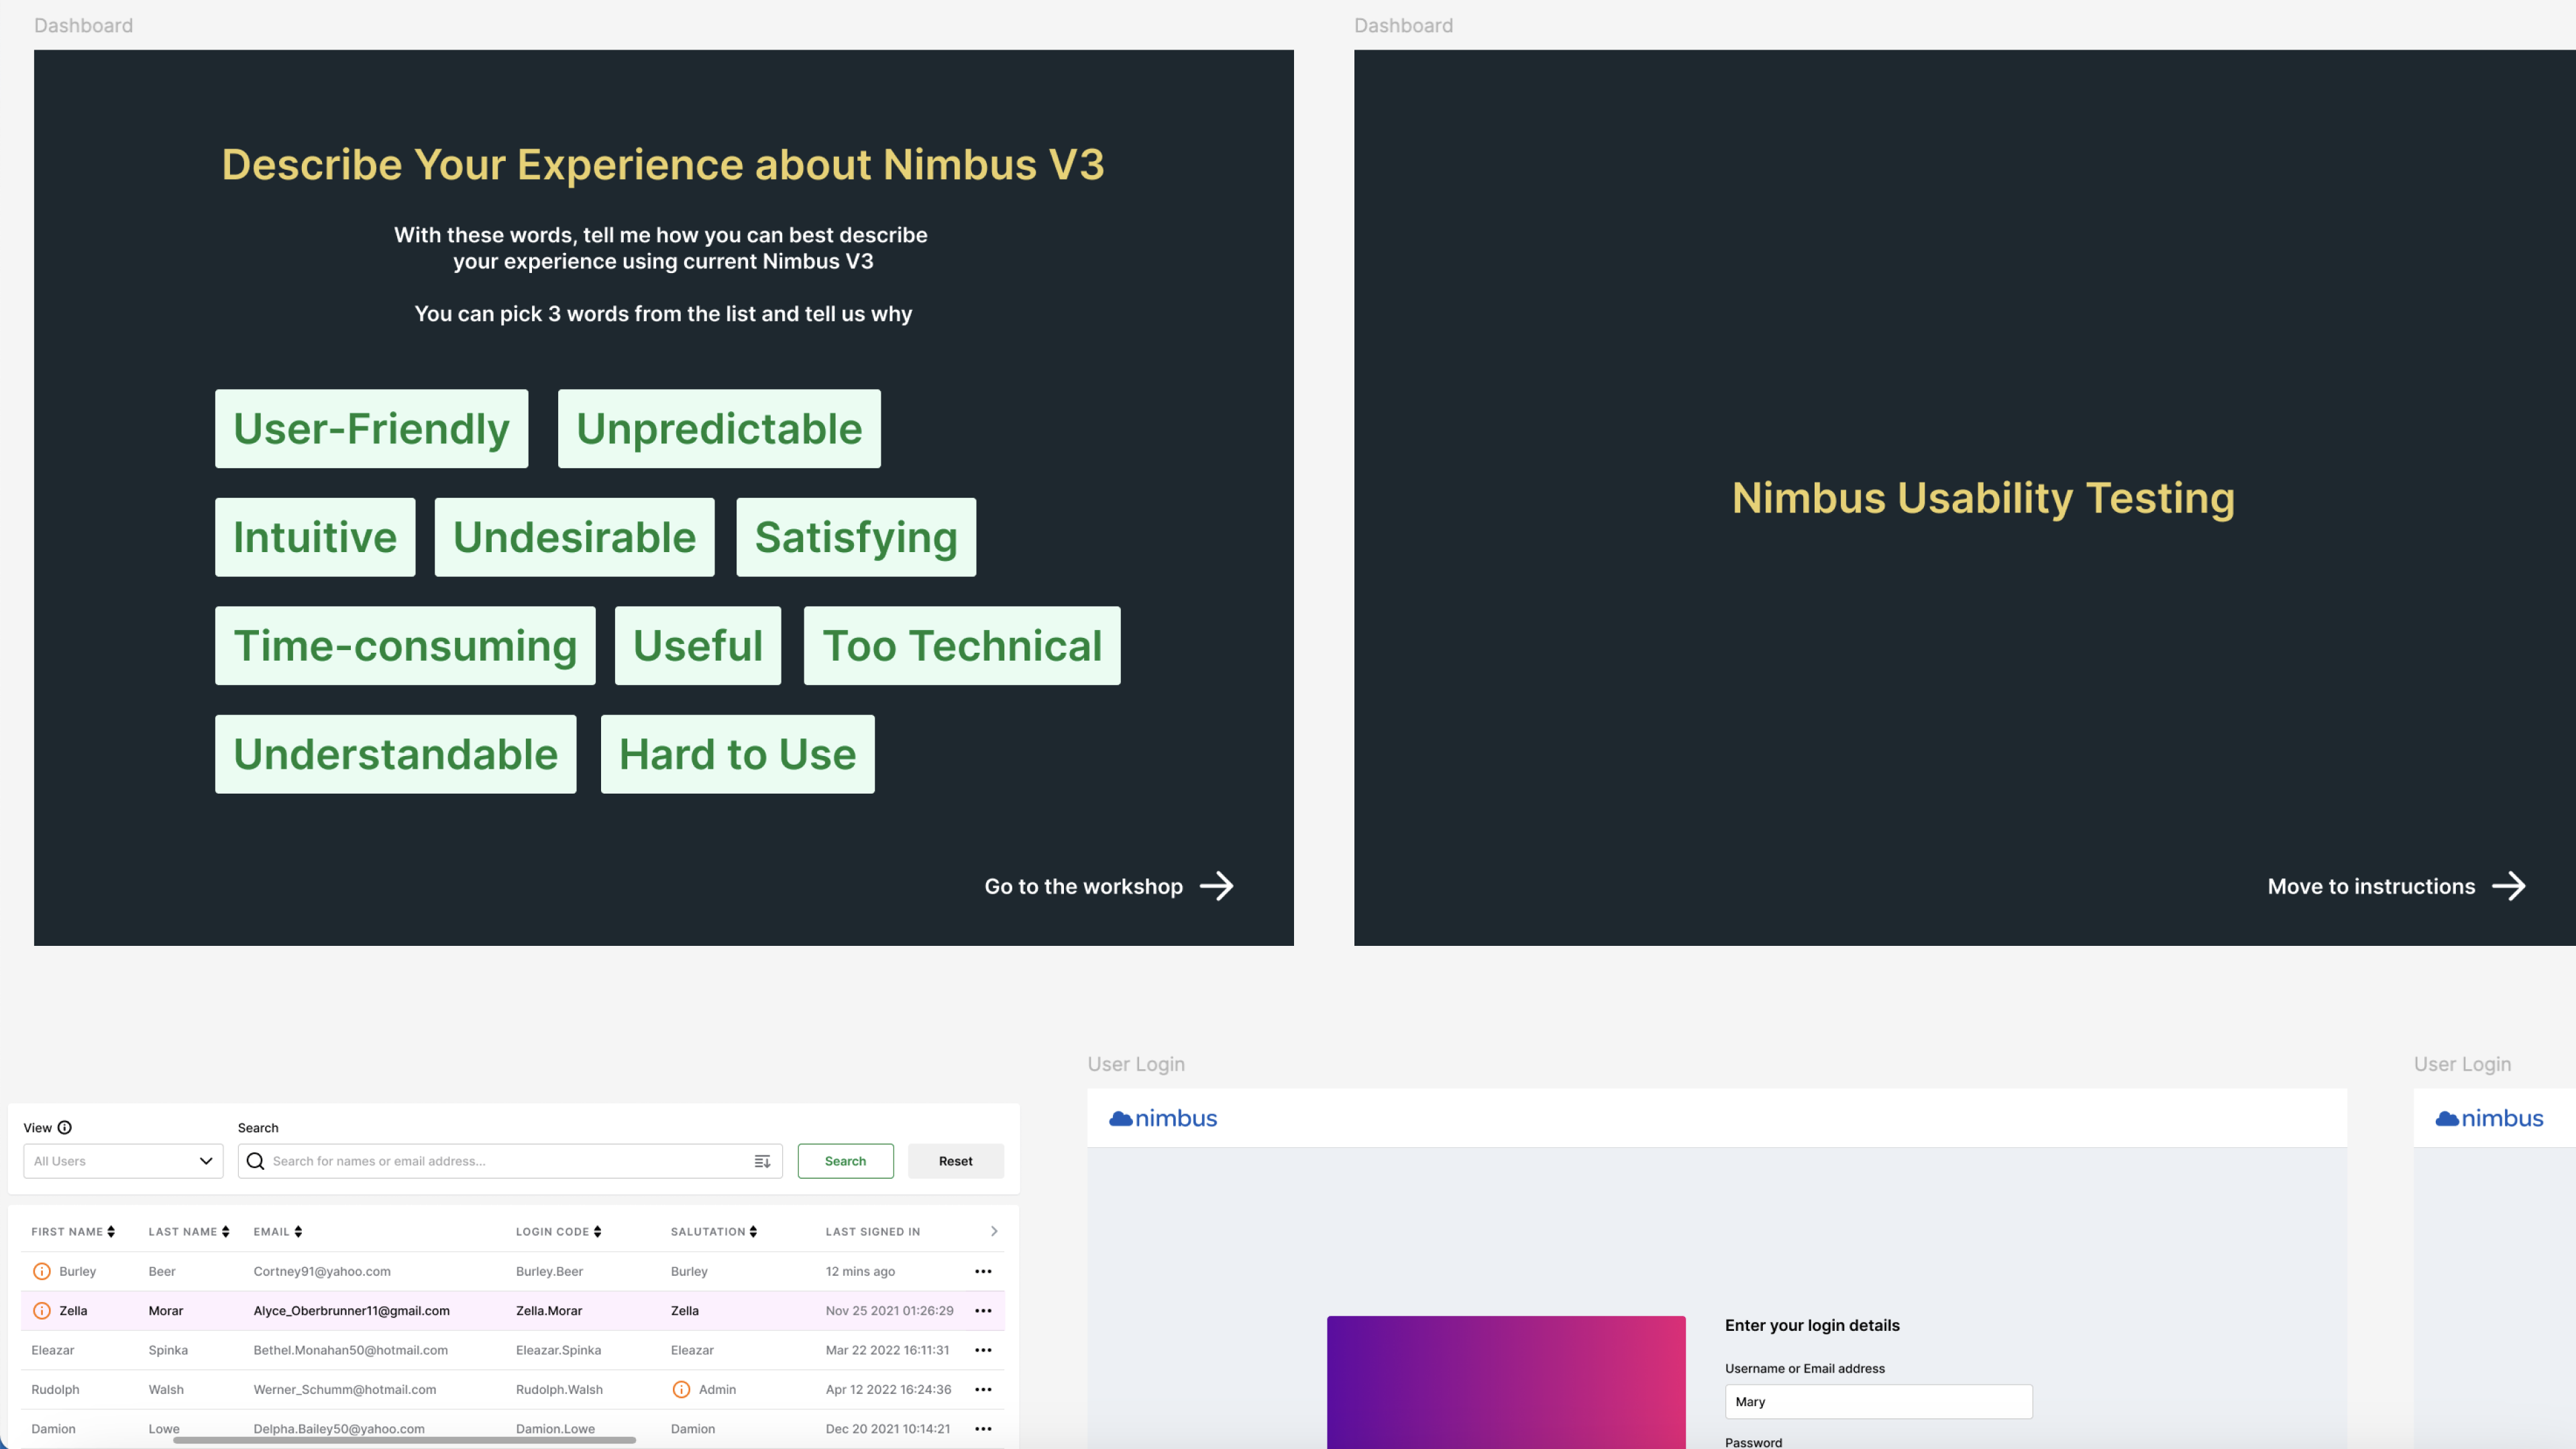 Dashboard
Describe Your Experience about Nimbus V3
With these words, tell me how you can best describe
your experience using current Nimbus V3
You can pick 3 words from the list and tell us why
User-Friendly
Unpredictable
Intuitive
Undesirable
Satisfying
Time-consuming
Useful
Too Technical
Understandable
Hard to Use
Go to the workshop
Dashboard
Nimbus Usability Testing
Move to instructions
View
All Users
Search
Search for names or email address...
Search
Reset
FIRST NAME LAST NAME EMAIL LOGIN CODE SALUTATION LAST SIGNED IN
Burley Beer Cortney91@yahoo.com Burley.Beer Burley 12 mins ago
Zella Morar Alyce_Oberbrunner11@gmail.com Zella.Morar Zella Nov 25 2021 01:26:29
Eleazar Spinka Bethel.Monahan50@hotmail.com Eleazar.Spinka Eleazar Mar 22 2022 16:11:31
Rudolph Walsh Werner_Schumm@hotmail.com Rudolph.Walsh Admin Apr 12 2022 16:24:36
Damion Lowe Delpha.Bailey50@yahoo.com Damion.Lowe Damion Dec 20 2021 10:14:21
User Login
nimbus
Enter your login details
Username or Email address
Mary
Password
User Login
nimbus